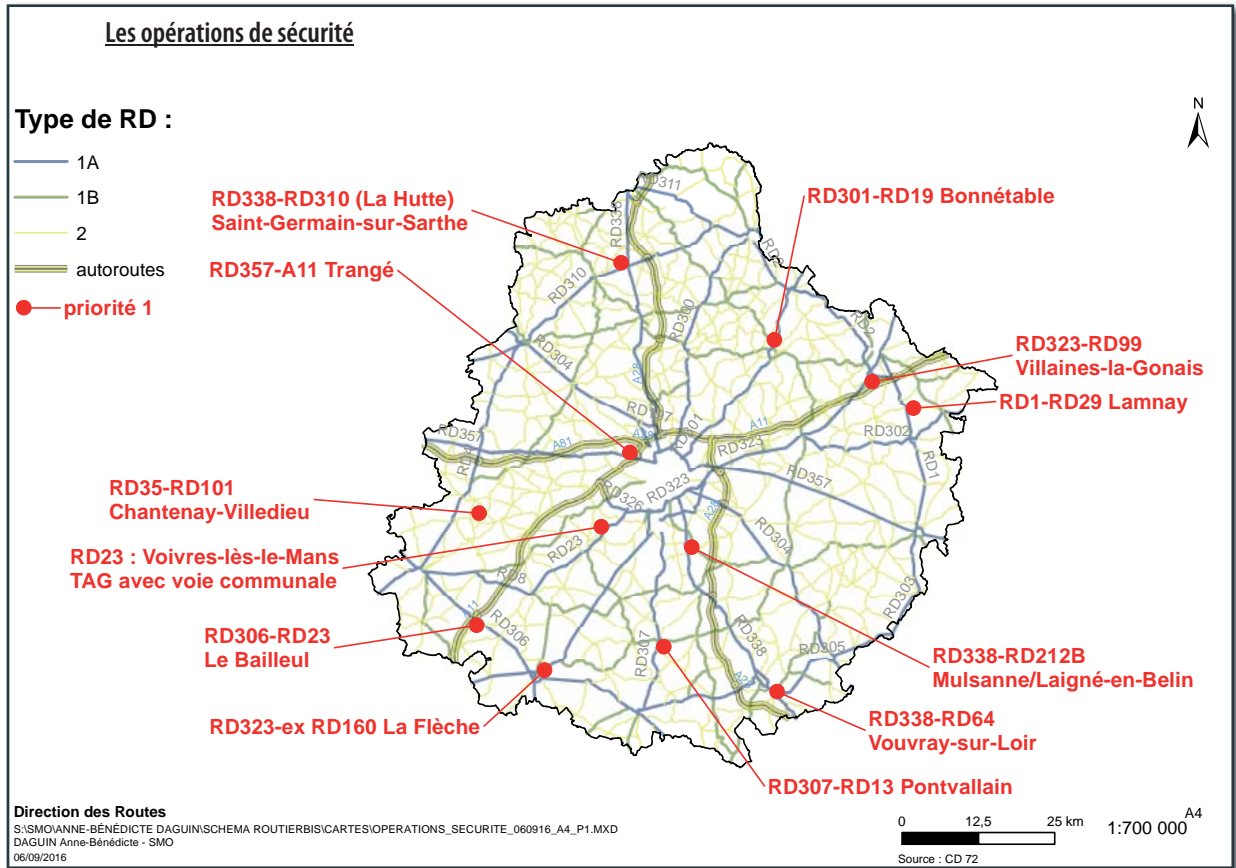 Les opérations de sécurité
N
Type de RD :
1A
1B
2
autoroutes
priorité 1
RD338-RD310 (La Hutte)
Saint-Germain-sur-Sarthe
RD357-A11 Trangé
RD301-RD19 Bonnétable
RD323-RD99
Villaines-la-Gonais
RD1-RD29 Lamnay
RD35-RD101
Chantenay-Villedieu
RD23 : Voivres-lès-le-Mans
TAG avec voie communale
RD306-RD23
Le Bailleul
RD323-ex RD160 La Flèche
RD338-RD212B
Mulsanne/Laigné-en-Belin
RD338-RD64
Vouvray-sur-Loir
RD307-RD13 Pontvallain
RD311
RD338
RD310
RD300
RD2
RD304
A28
RD301
A11
RD323
RD302
RD1
RD357
A81
RD357
RD326
RD323
A28
RD304
RD23
RD8
RD303
A11
RD306
RD307
RD338
RD305
Direction des Routes
S:\SMO\ANNE-BÉNÉDICTE DAGUIN\SCHEMA ROUTIERBIS\CARTES\OPERATIONS_SECURITE_060916_A4_P1.MXD
DAGUIN Anne-Bénédicte - SMO
06/09/2016
0 12,5 25 km
1:700 000
A4
Source : CD 72